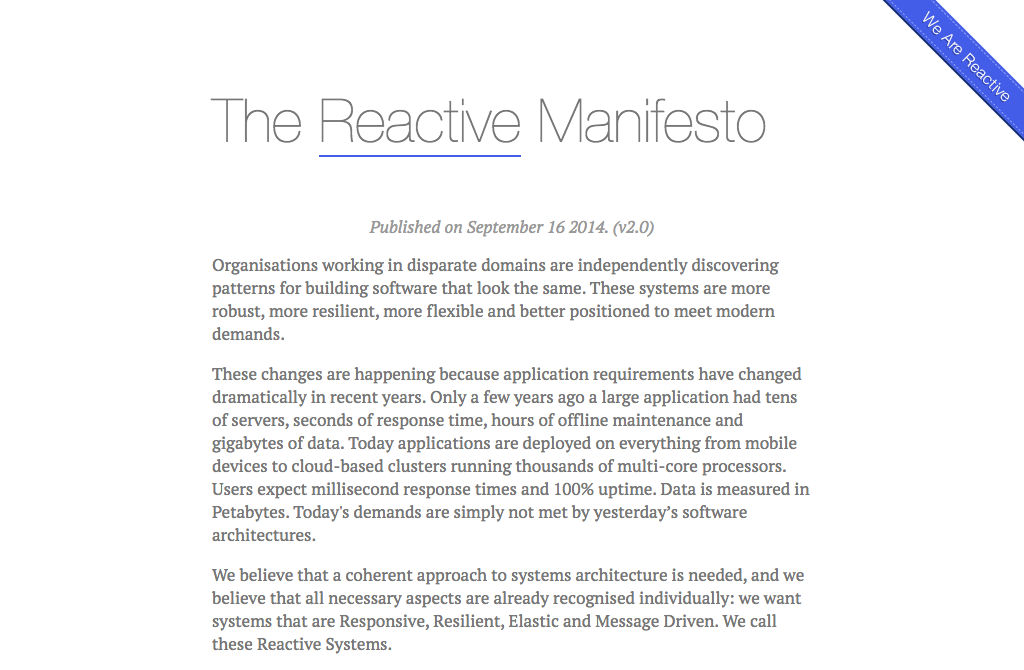 We Are Reactive
The Reactive Manifesto
Published on September 16 2014. (v2.0)
Organisations working in disparate domains are independently discovering
patterns for building software that look the same. These systems are more
robust, more resilient, more flexible and better positioned to meet modern
demands.
These changes are happening because application requirements have changed
dramatically in recent years. Only a few years ago a large application had tens
of servers, seconds of response time, hours of offline maintenance and
gigabytes of data. Today applications are deployed on everything from mobile
devices to cloud-based clusters running thousands of multi-core processors.
Users expect millisecond response times and 100% uptime. Data is measured in
Petabytes. Today's demands are simply not met by yesterday’s software
architectures.
We believe that a coherent approach to systems architecture is needed, and we
believe that all necessary aspects are already recognised individually: we want
systems that are Responsive, Resilient, Elastic and Message Driven. We call
these Reactive Systems.